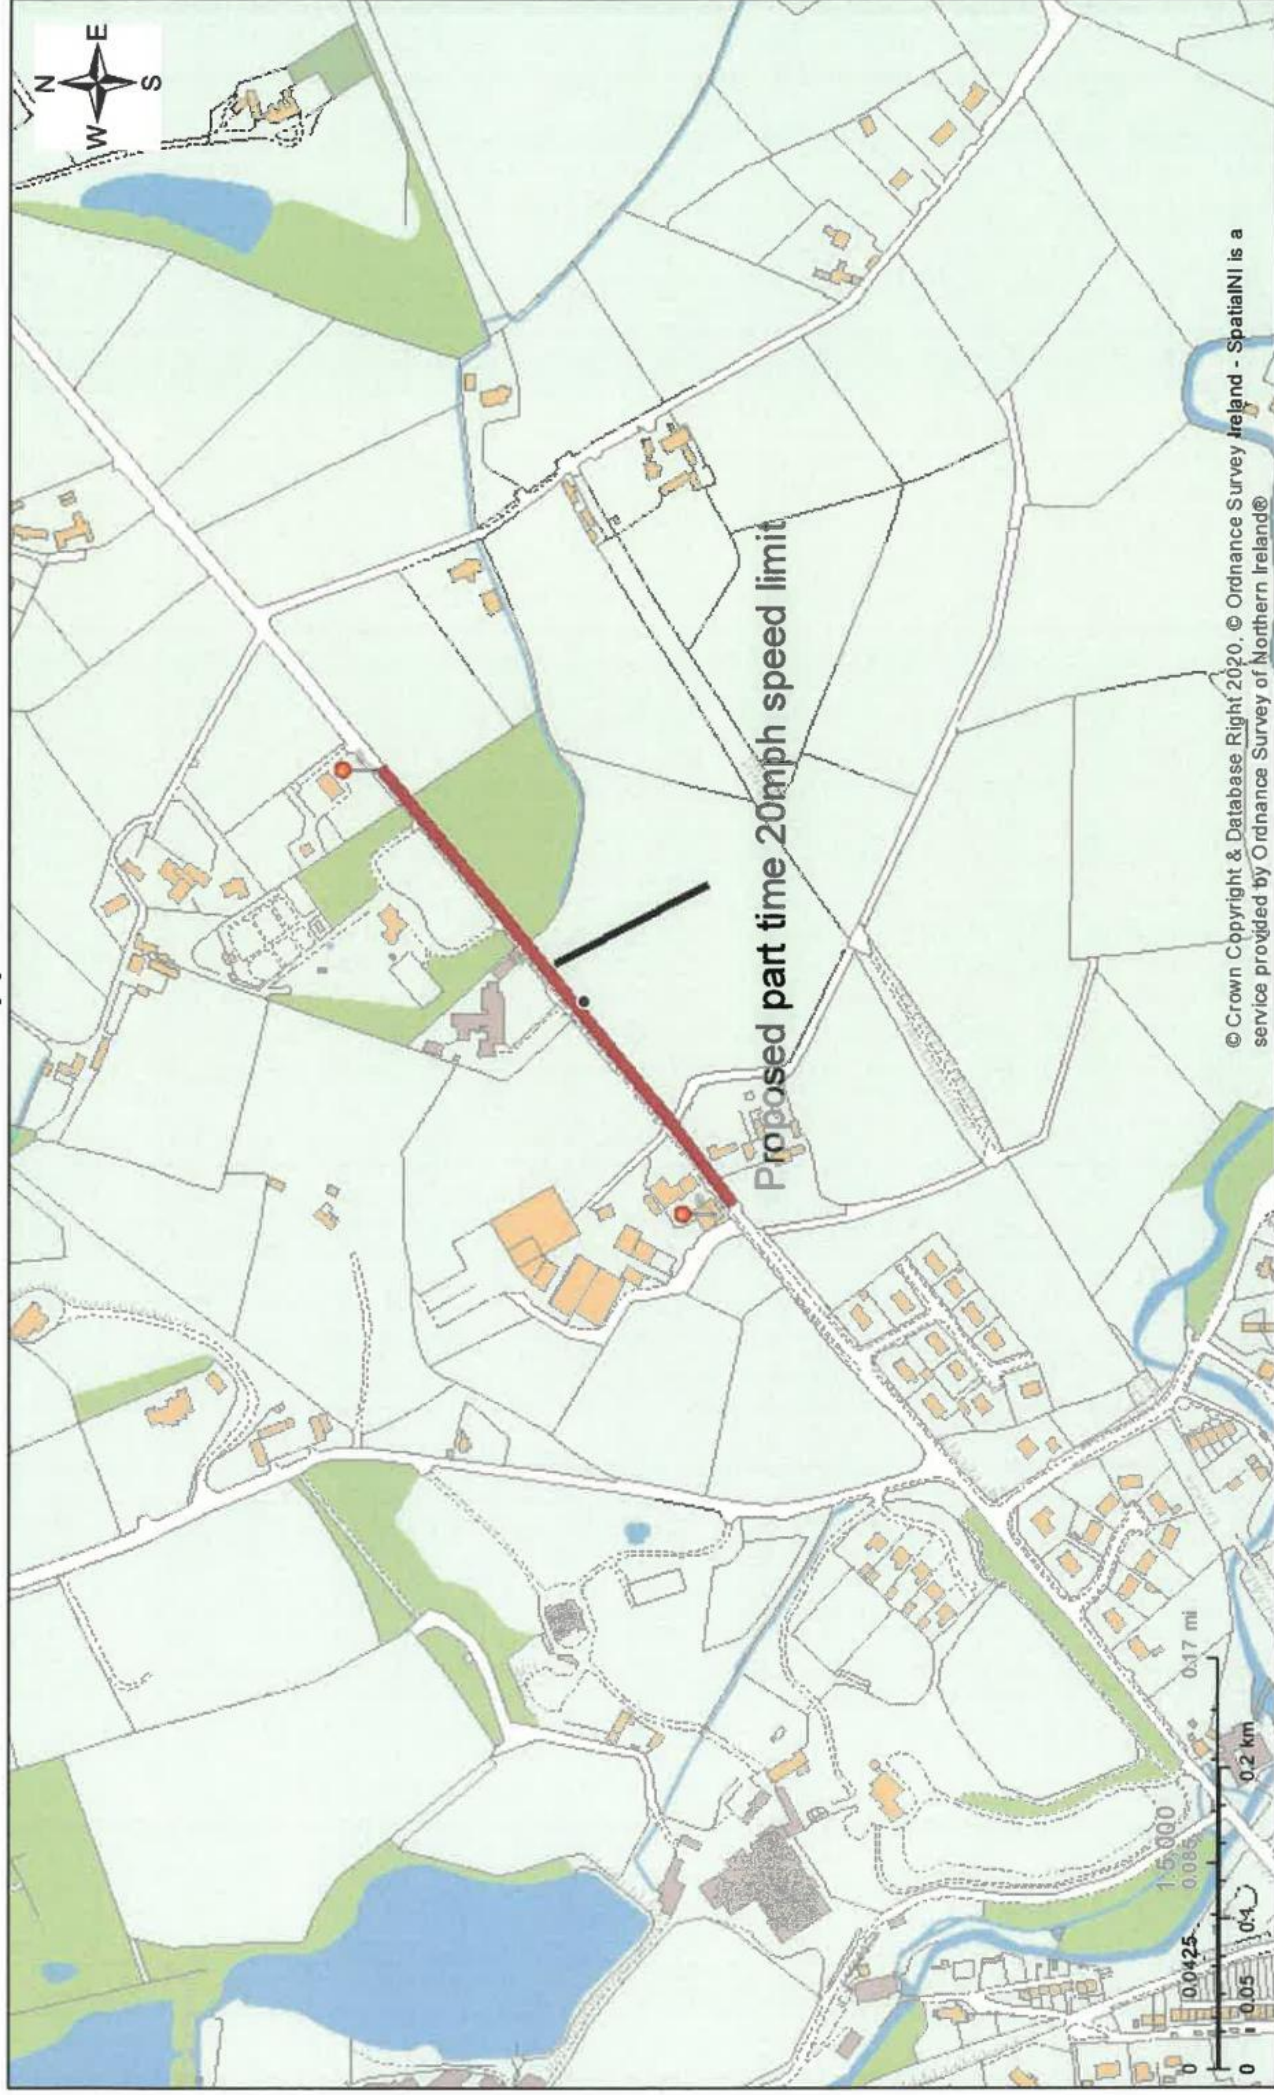 N
W E
S
Proposed part time 20mph speed limit
1:5,000
0 0.0425 0.085 0.17 mi
0 0.05 0.1 0.2 km
© Crown Copyright & Database Right 2020, © Ordnance Survey Ireland - SpatialNI is a
service provided by Ordnance Survey of Northern Ireland®